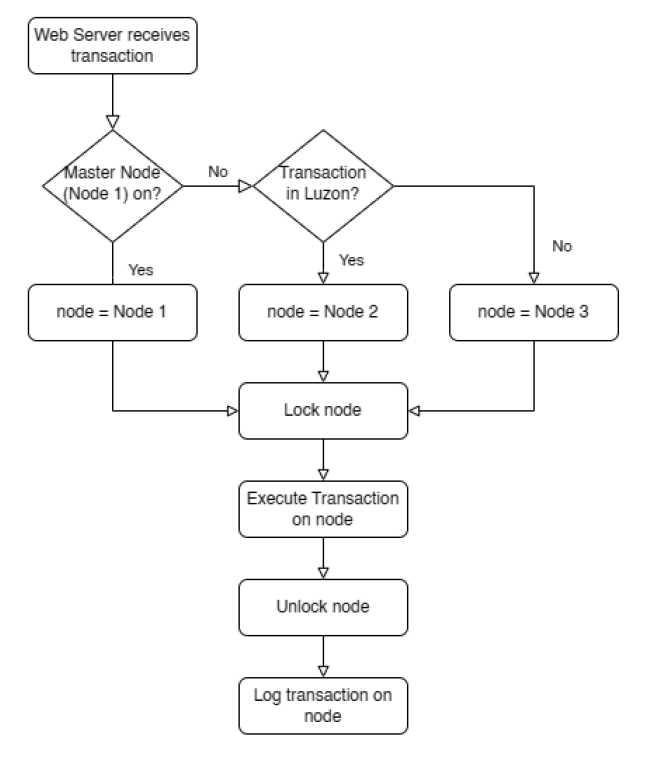 Web Server receives
transaction
Master Node
(Node 1) on?
No
Transaction
in Luzon?
No
Yes
Yes
node = Node 1
node = Node 2
node = Node 3
Lock node
Execute Transaction
on node
Unlock node
Log transaction on
node